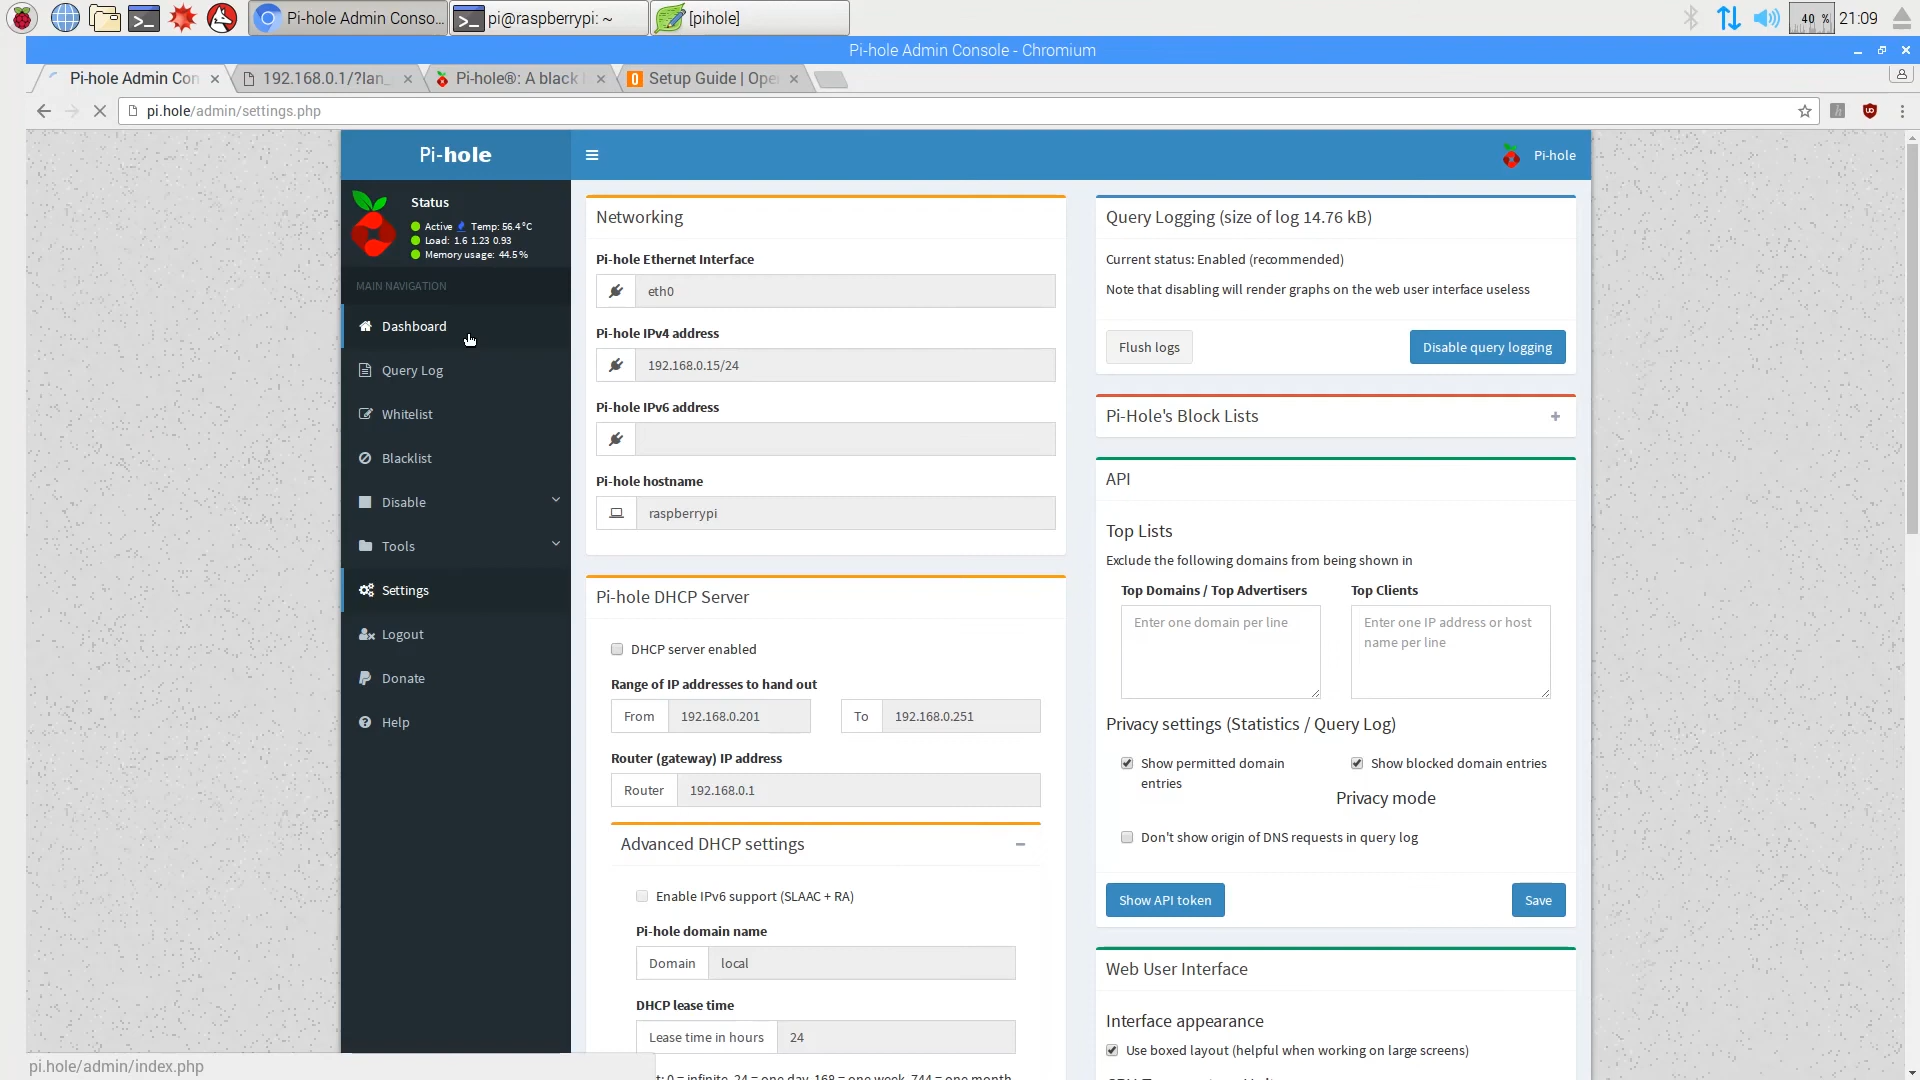 Pi-hole Admin Conso...
pi@raspberrypi: ~
[pihole]
40 %
21:09
Pi-hole Admin Console - Chromium
Pi-hole Admin Con
192.168.0.1/?lan_
Pi-hole®: A black
Setup Guide | Ope
pi.hole/admin/settings.php
Pi-hole
Pi-hole
Status
Active Temp: 56.4°C
Load: 1.6 1.23 0.93
Memory usage: 44.5%
MAIN NAVIGATION
Dashboard
Query Log
Whitelist
Blacklist
Disable
Tools
Settings
Logout
Donate
Help
Networking
Pi-hole Ethernet Interface
eth0
Pi-hole IPv4 address
192.168.0.15/24
Pi-hole IPv6 address
Pi-hole hostname
raspberrypi
Pi-hole DHCP Server
DHCP server enabled
Range of IP addresses to hand out
From 192.168.0.201 To 192.168.0.251
Router (gateway) IP address
Router 192.168.0.1
Advanced DHCP settings
Enable IPv6 support (SLAAC + RA)
Pi-hole domain name
Domain local
DHCP lease time
Lease time in hours 24
t: 0 = infinite, 24 = one day, 168 = one week, 744 = one month
Query Logging (size of log 14.76 kB)
Current status: Enabled (recommended)
Note that disabling will render graphs on the web user interface useless
Flush logs
Disable query logging
Pi-Hole's Block Lists
API
Top Lists
Exclude the following domains from being shown in
Top Domains / Top Advertisers
Top Clients
Enter one domain per line
Enter one IP address or host
name per line
Privacy settings (Statistics / Query Log)
Show permitted domain
entries
Show blocked domain entries
Privacy mode
Don't show origin of DNS requests in query log
Show API token
Save
Web User Interface
Interface appearance
Use boxed layout (helpful when working on large screens)
pi.hole/admin/index.php